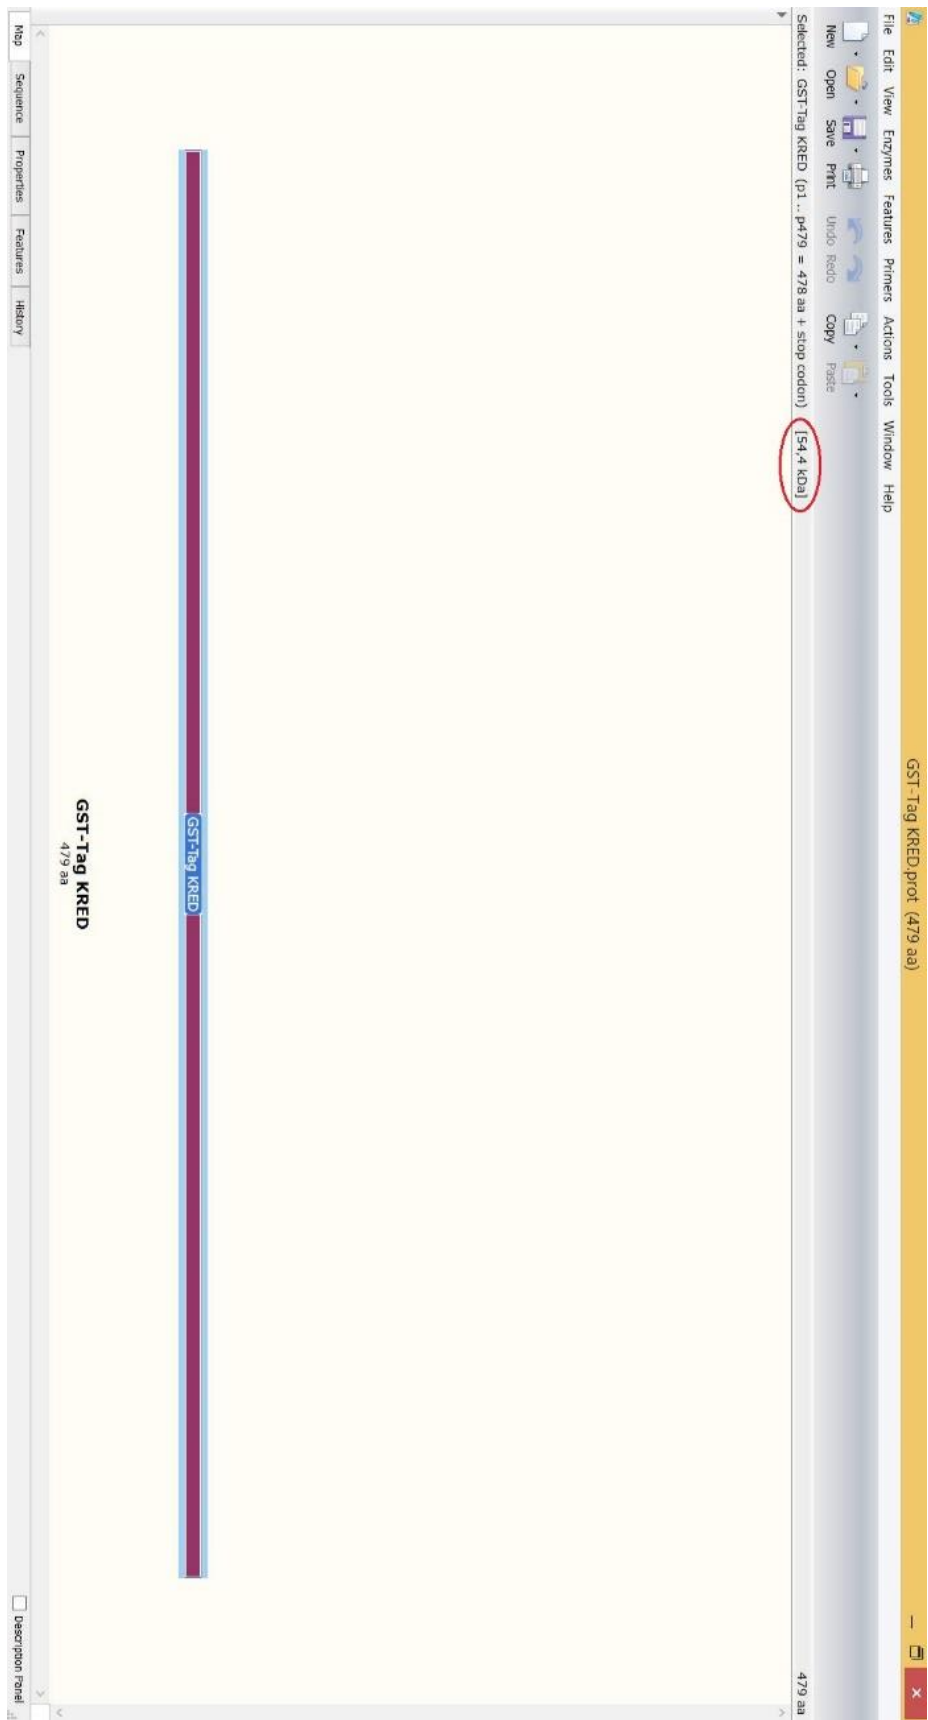 GST-Tag KRED.prot (479 aa)
File Edit View Enzymes Features Primers Actions Tools Window Help
New Open Save Print Undo Redo Copy Paste
Selected: GST-Tag KRED (p1 .. p479 = 478 aa + stop codon) [54,4 kDa] 479 aa
GST-Tag KRED
GST-Tag KRED
479 aa
Map Sequence Properties Features History Description Panel